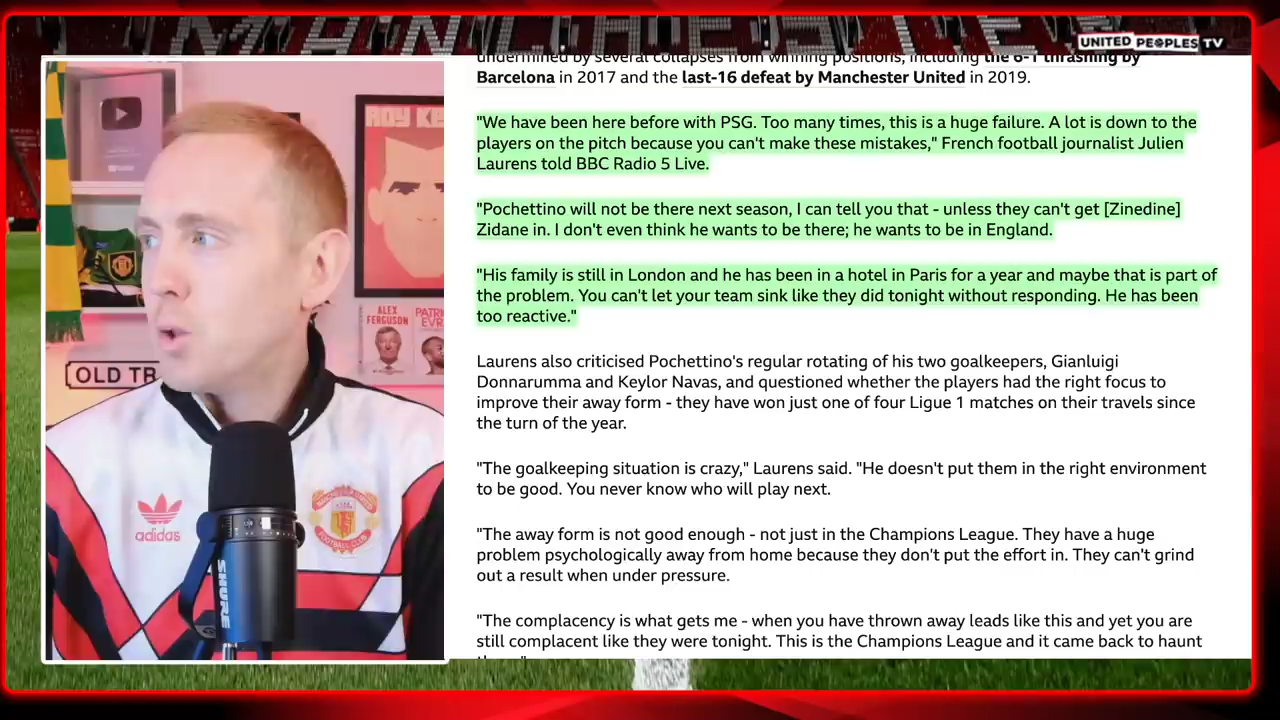 MANCHESTER
UNITED PEOPLES TV
undermined by several collapses from winning positions, including the 6-1 thrashing by
Barcelona in 2017 and the last-16 defeat by Manchester United in 2019.
"We have been here before with PSG. Too many times, this is a huge failure. A lot is down to the
players on the pitch because you can't make these mistakes," French football journalist Julien
Laurens told BBC Radio 5 Live.
"Pochettino will not be there next season, I can tell you that - unless they can't get [Zinedine]
Zidane in. I don't even think he wants to be there; he wants to be in England.
"His family is still in London and he has been in a hotel in Paris for a year and maybe that is part of
the problem. You can't let your team sink like they did tonight without responding. He has been
too reactive."
Laurens also criticised Pochettino's regular rotating of his two goalkeepers, Gianluigi
Donnarumma and Keylor Navas, and questioned whether the players had the right focus to
improve their away form - they have won just one of four Ligue 1 matches on their travels since
the turn of the year.
"The goalkeeping situation is crazy," Laurens said. "He doesn't put them in the right environment
to be good. You never know who will play next.
"The away form is not good enough - not just in the Champions League. They have a huge
problem psychologically away from home because they don't put the effort in. They can't grind
out a result when under pressure.
"The complacency is what gets me - when you have thrown away leads like this and yet you are
still complacent like they were tonight. This is the Champions League and it came back to haunt
ROY KE
ALEX
FERGUSON
PATRI
EVR
OLD TR
adidas
MANCHESTER
UNITED
FOOTBALL CLUB
SHURE